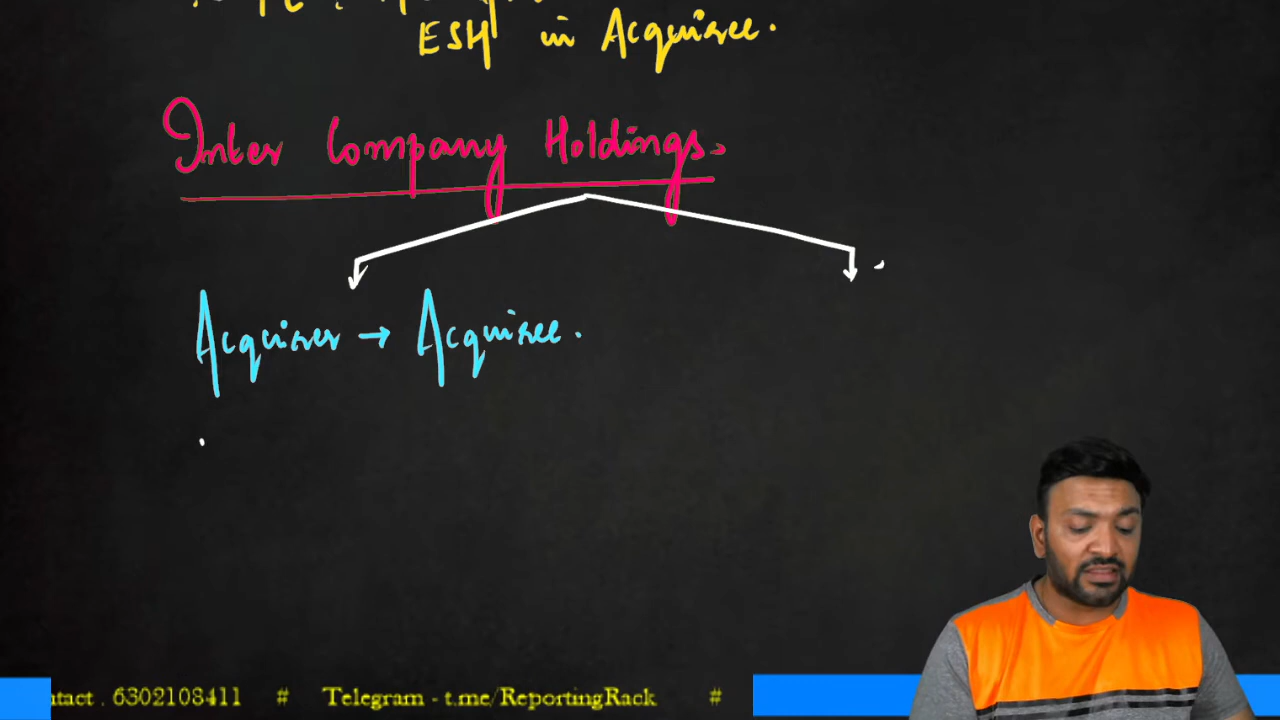 ESH in Acquiree.
Inter Company Holdings.
Acquirer → Acquiree.
ntact . 6302108411 # Telegram - t.me/ReportingRack #